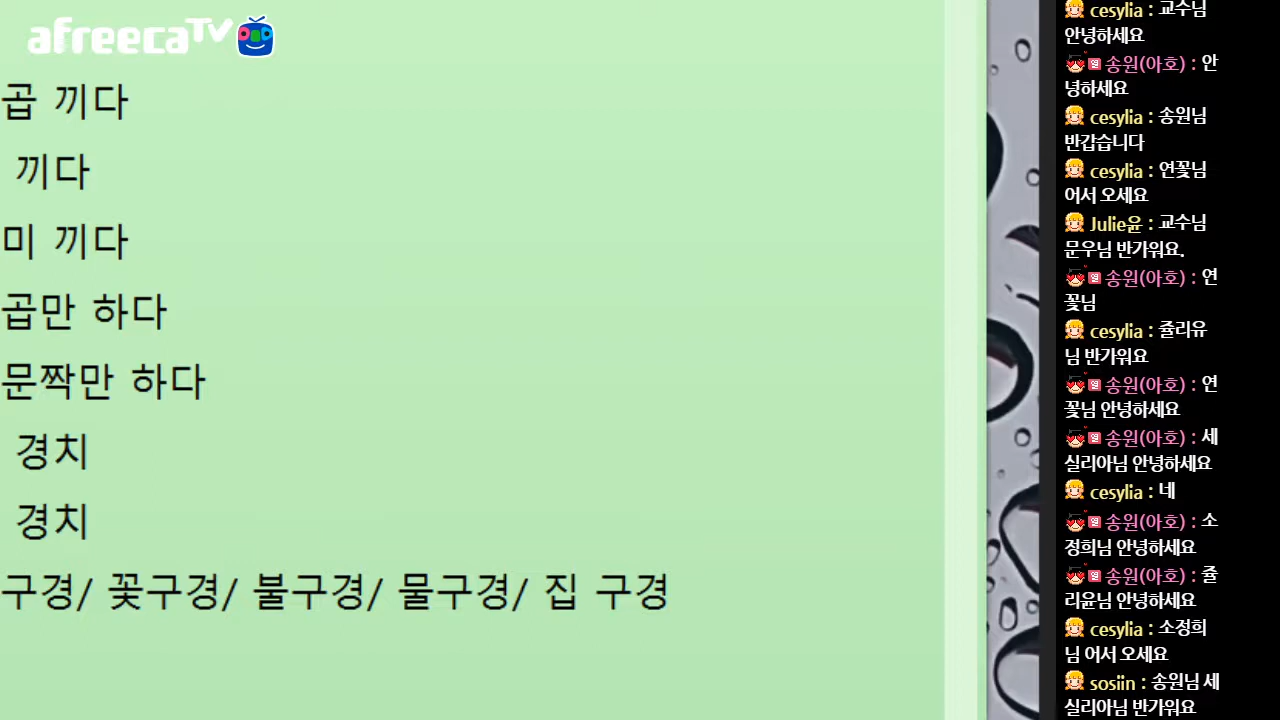 afreecaTV
곱 끼다
끼다
미 끼다
곱만 하다
문짝만 하다
경치
경치
구경/ 꽃구경/ 불구경/ 물구경/ 집 구경
cesylia : 교수님
안녕하세요
송원(아호) : 안
녕하세요
cesylia : 송원님
반갑습니다
cesylia : 연꽃님
어서 오세요
Julie윤 : 교수님
문우님 반가워요.
송원(아호) : 연
꽃님
cesylia : 쥴리유
님 반가워요
송원(아호) : 연
꽃님 안녕하세요
송원(아호) : 세
실리아님 안녕하세요
cesylia : 네
송원(아호) : 소
정희님 안녕하세요
송원(아호) : 쥴
리윤님 안녕하세요
cesylia : 소정희
님 어서 오세요
sosiin : 송원님 세
실리아님 반가워요